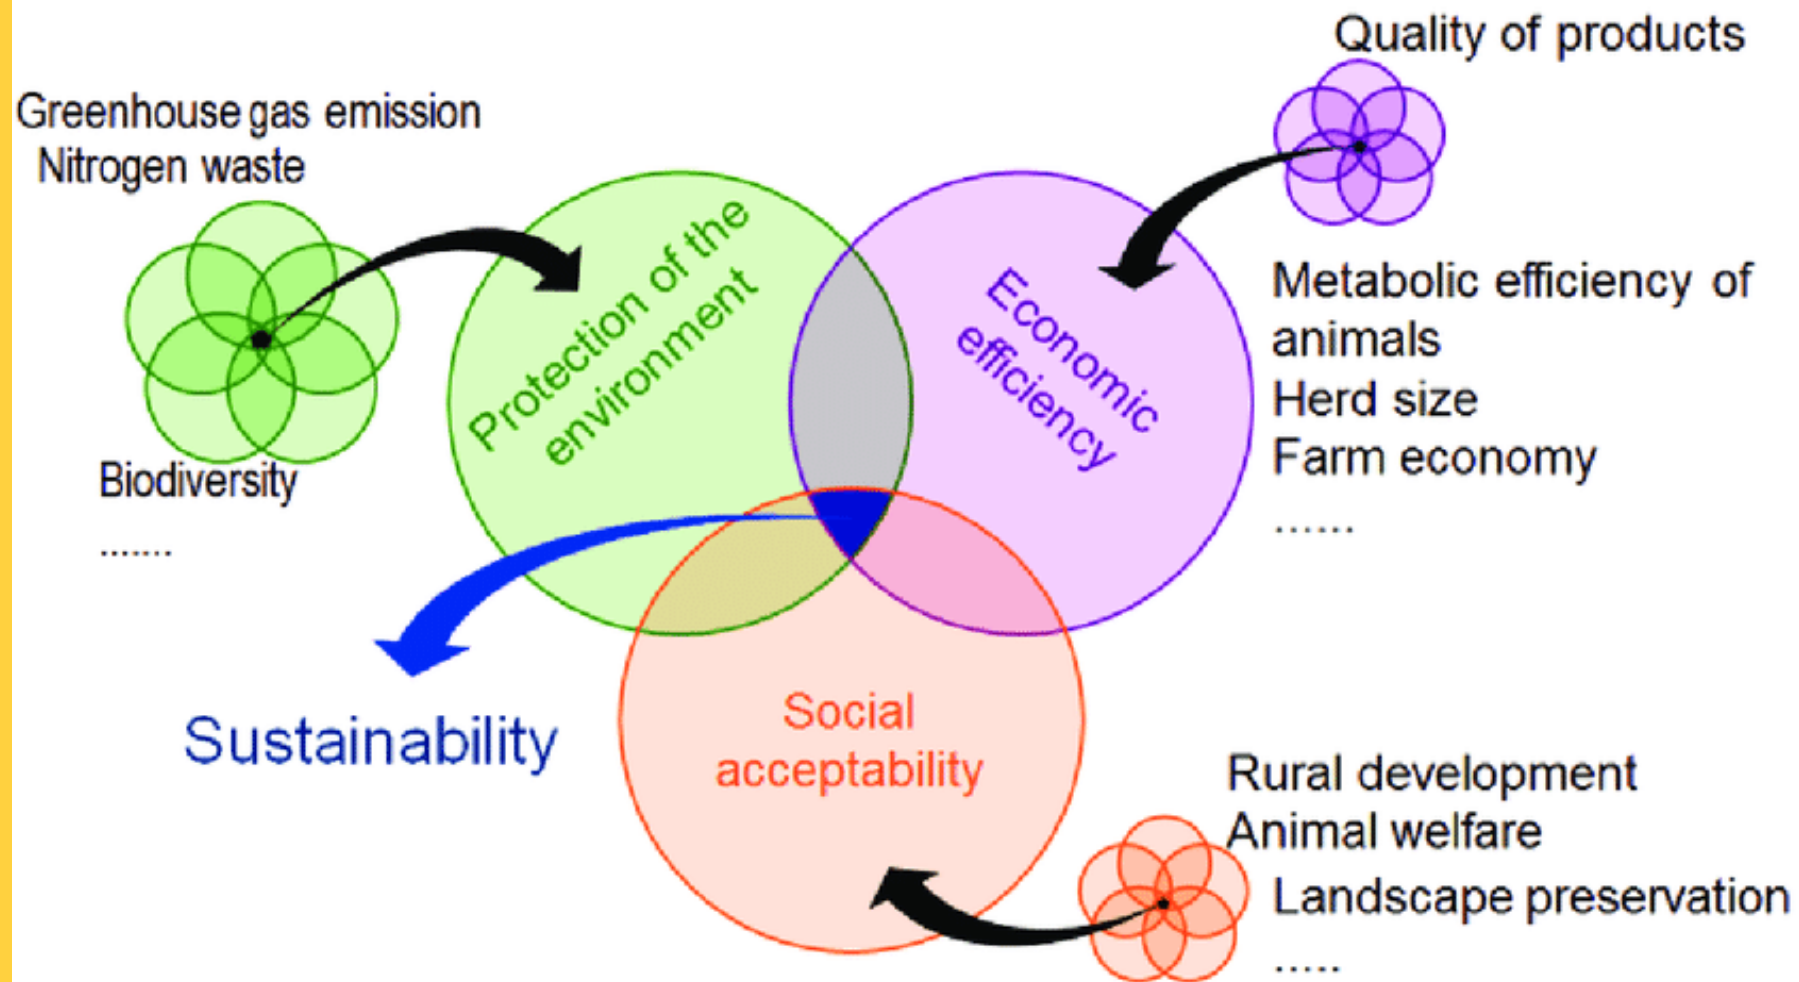 Quality of products
Greenhouse gas emission
Nitrogen waste
Protection of the
environment
Economic
efficiency
Metabolic efficiency of
animals
Herd size
Farm economy
......
Biodiversity
.......
Sustainability
Social
acceptability
Rural development
Animal welfare
Landscape preservation
.....